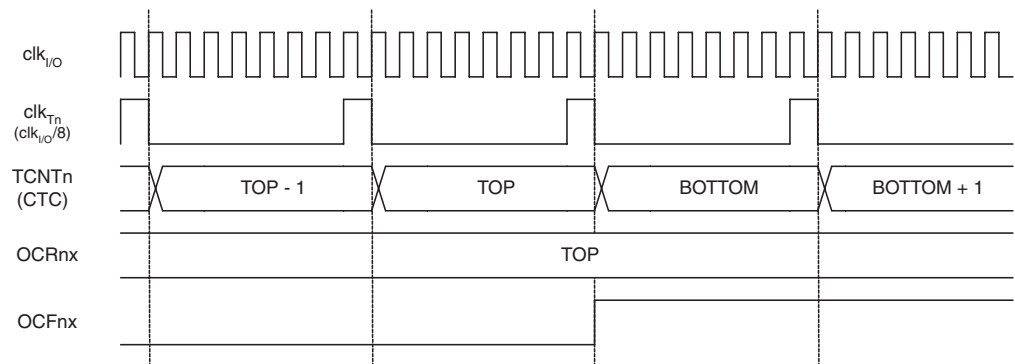 clkI/O
clkTn
(clkI/O/8)
TCNTn
(CTC)
TOP - 1
TOP
BOTTOM
BOTTOM + 1
OCRnx
TOP
OCFnx